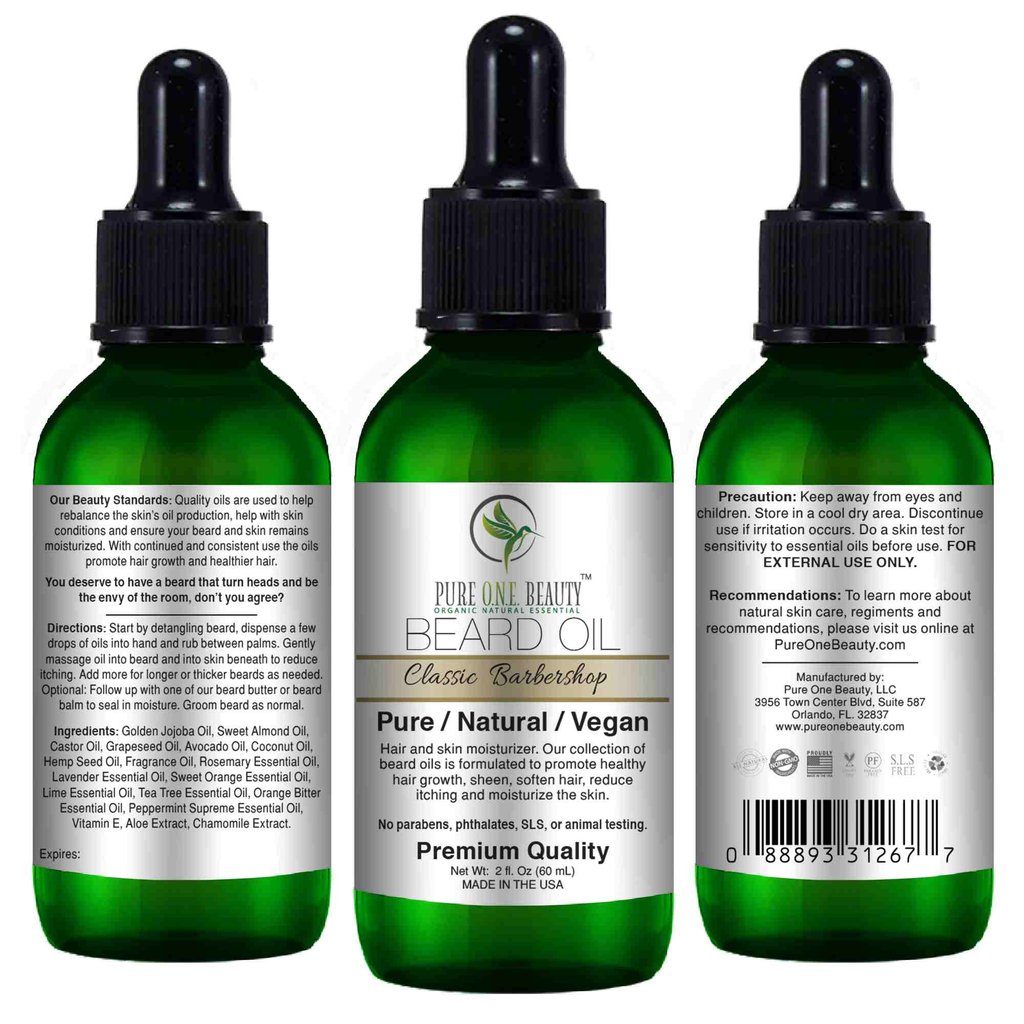 Our Beauty Standards: Quality oils are used to help
rebalance the skin's oil production, help with skin
conditions and ensure your beard and skin remains
moisturized. With continued and consistent use the oils
promote hair growth and healthier hair.
You deserve to have a beard that turn heads and be
the envy of the room, don't you agree?
Directions: Start by detangling beard, dispense a few
drops of oils into hand and rub between palms. Gently
massage oil into beard and into skin beneath to reduce
itching. Add more for longer or thicker beards as needed.
Optional: Follow up with one of our beard butter or beard
balm to seal in moisture. Groom beard as normal.
Ingredients: Golden Jojoba Oil, Sweet Almond Oil,
Castor Oil, Grapeseed Oil, Avocado Oil, Coconut Oil,
Hemp Seed Oil, Fragrance Oil, Rosemary Essential Oil,
Lavender Essential Oil, Sweet Orange Essential Oil,
Lime Essential Oil, Tea Tree Essential Oil, Orange Bitter
Essential Oil, Peppermint Supreme Essential Oil,
Vitamin E, Aloe Extract, Chamomile Extract.
Expires:
PURE O.N.E. BEAUTY™
ORGANIC NATURAL ESSENTIAL
BEARD OIL
Classic Barbershop
Pure / Natural / Vegan
Hair and skin moisturizer. Our collection of
beard oils is formulated to promote healthy
hair growth, sheen, soften hair, reduce
itching and moisturize the skin.
No parabens, phthalates, SLS, or animal testing.
Premium Quality
Net Wt: 2 fl. Oz (60 mL)
MADE IN THE USA
Precaution: Keep away from eyes and
children. Store in a cool dry area. Discontinue
use if irritation occurs. Do a skin test for
sensitivity to essential oils before use. FOR
EXTERNAL USE ONLY.
Recommendations: To learn more about
natural skin care, regiments and
recommendations, please visit us online at
PureOneBeauty.com
Manufactured by:
Pure One Beauty, LLC
3956 Town Center Blvd, Suite 587
Orlando, FL. 32837
www.pureonebeauty.com
ALL NATURAL
NON-GMO
PROUDLY
MADE IN THE USA
PF
S.L.S
FREE
0 88893 31267 7